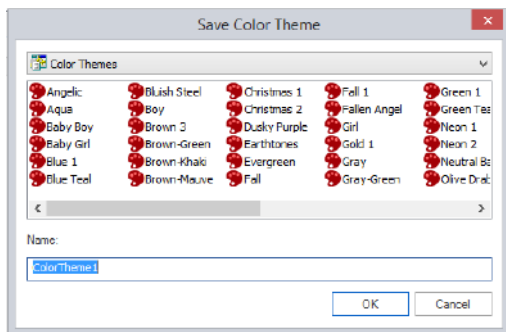 Save Color Theme
Color Themes
Angelic
Aqua
Baby Boy
Baby Girl
Blue 1
Blue Teal
Bluish Steel
Boy
Brown 3
Brown-Green
Brown-Khaki
Brown-Mauve
Christmas 1
Christmas 2
Dusky Purple
Earthtones
Evergreen
Fall
Fall 1
Fallen Angel
Girl
Gold 1
Gray
Gray-Green
Green 1
Green Tea
Neon 1
Neon 2
Neutral Ba
Olive Drab
Name:
ColorTheme1
OK
Cancel